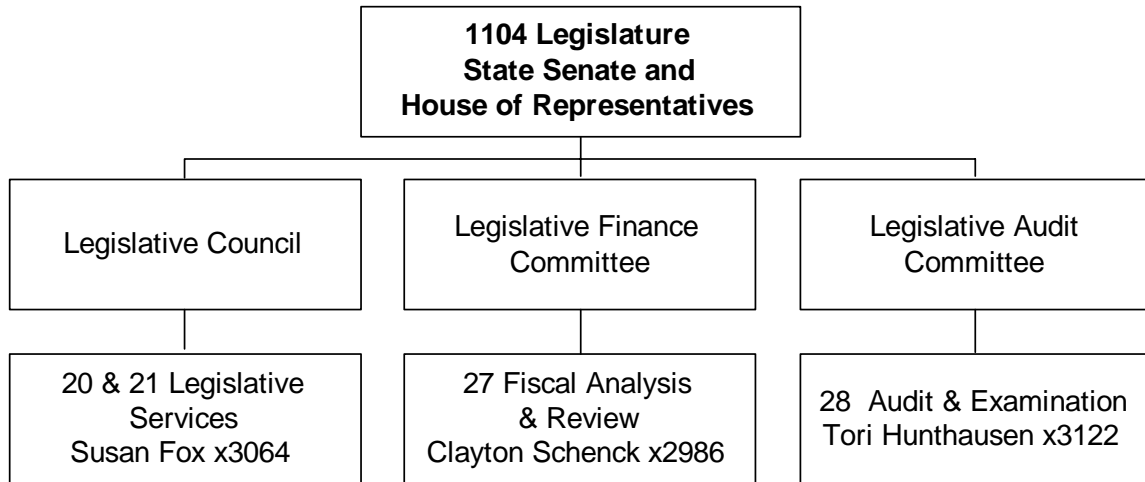 1104 Legislature
State Senate and
House of Representatives
Legislative Council
Legislative Finance
Committee
Legislative Audit
Committee
20 & 21 Legislative
Services
Susan Fox x3064
27 Fiscal Analysis
& Review
Clayton Schenck x2986
28  Audit & Examination
Tori Hunthausen x3122